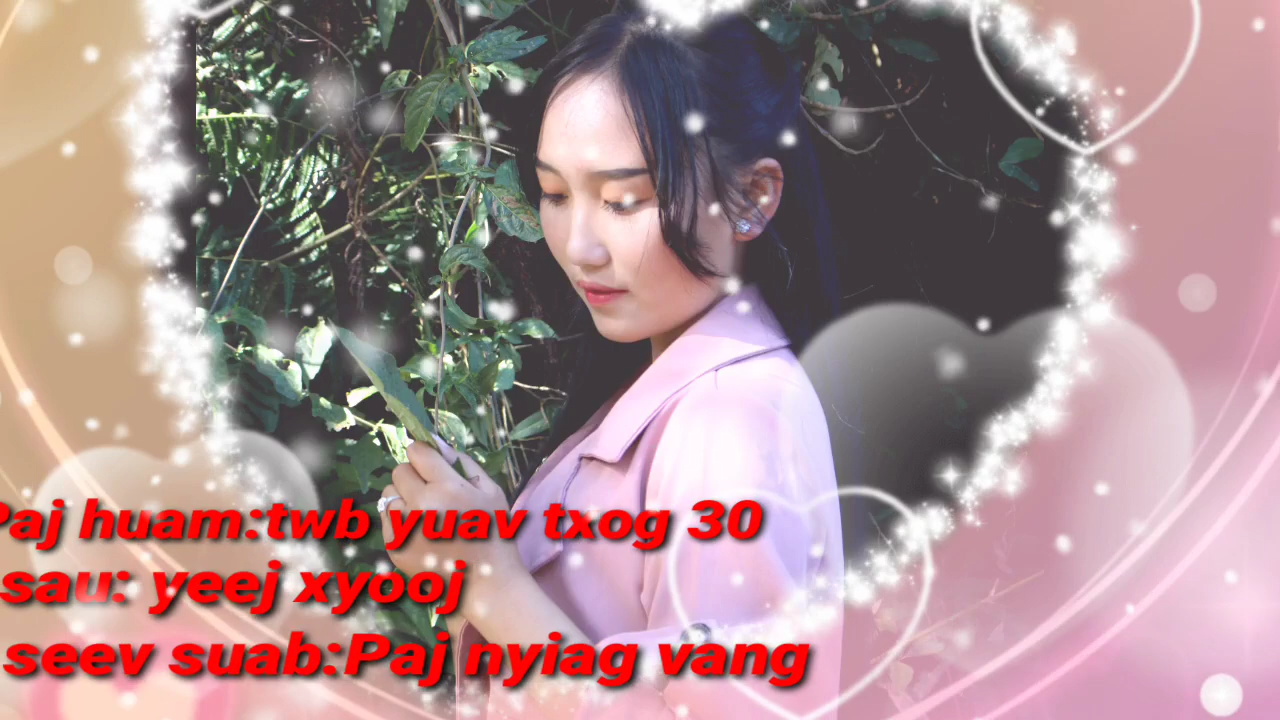 Paj huam:twb yuav txog 30
sau: yeej xyooj
seev suab:Paj nyiag vang